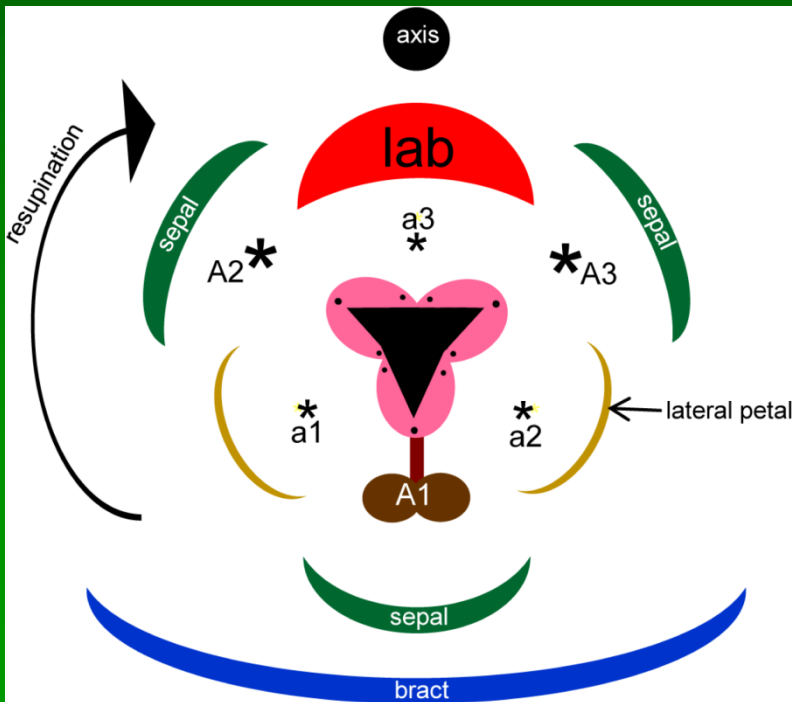 axis
lab
resupination
sepal
sepal
a3
*
*
A2
*
A3
*
a1
*
a2
lateral petal
A1
sepal
bract